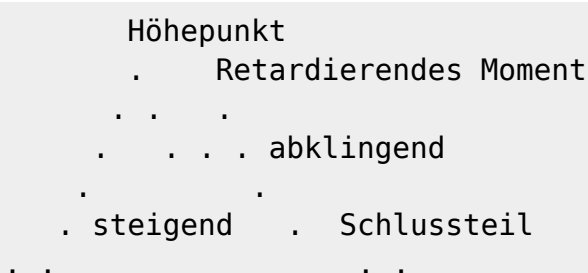 Höhepunkt
. Retardierendes Moment
. . .
. . . . abklingend
. .
. steigend . Schlussteil
. . . .